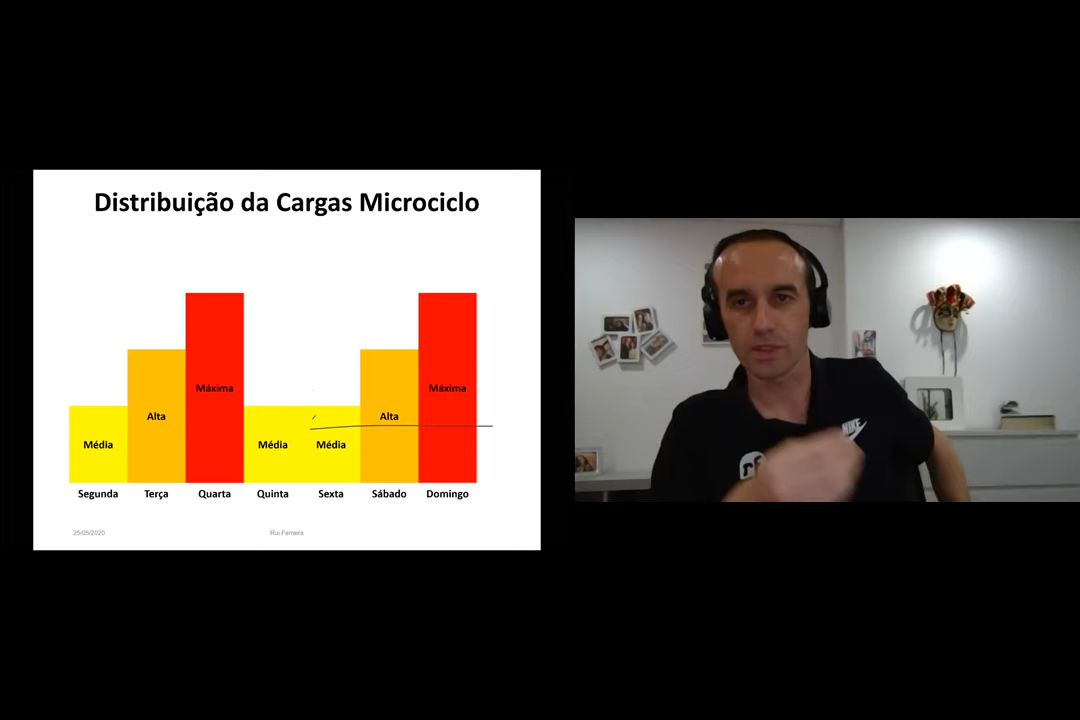 Distribuição da Cargas Microciclo
Máxima
Máxima
Alta
Alta
Média
Média
Média
Segunda Terça Quarta Quinta Sexta Sábado Domingo
25/05/2020 Rui Ferreira
NIKE